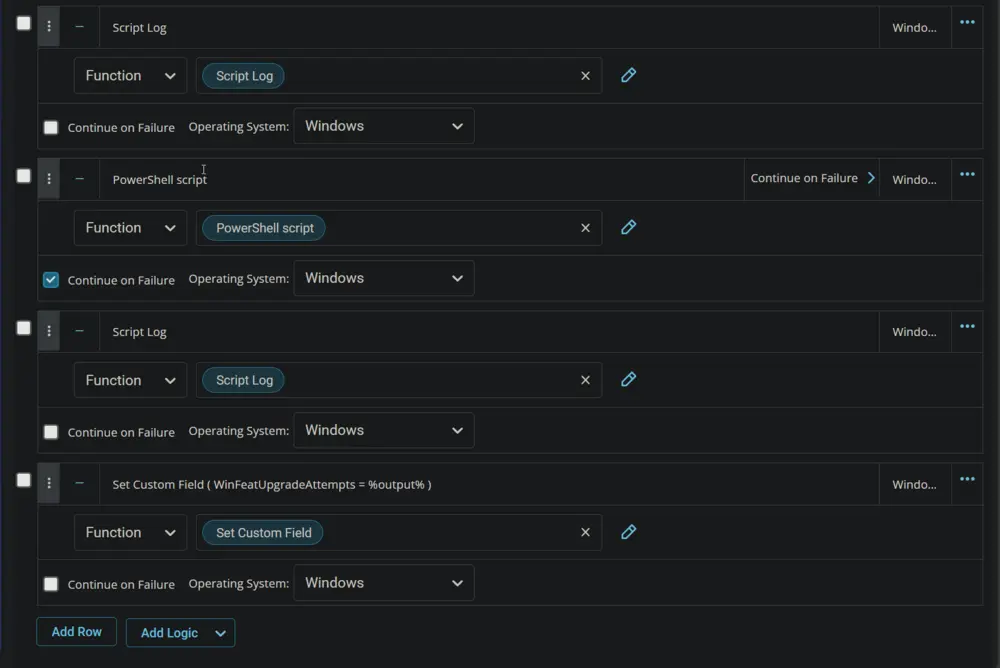 Script Log Windo... •••
Function Script Log
Continue on Failure Operating System: Windows
PowerShell script Continue on Failure Windo... •••
Function PowerShell script
Continue on Failure Operating System: Windows
Script Log Windo... •••
Function Script Log
Continue on Failure Operating System: Windows
Set Custom Field ( WinFeatUpgradeAttempts = %output% ) Windo... •••
Function Set Custom Field
Continue on Failure Operating System: Windows
Add Row Add Logic